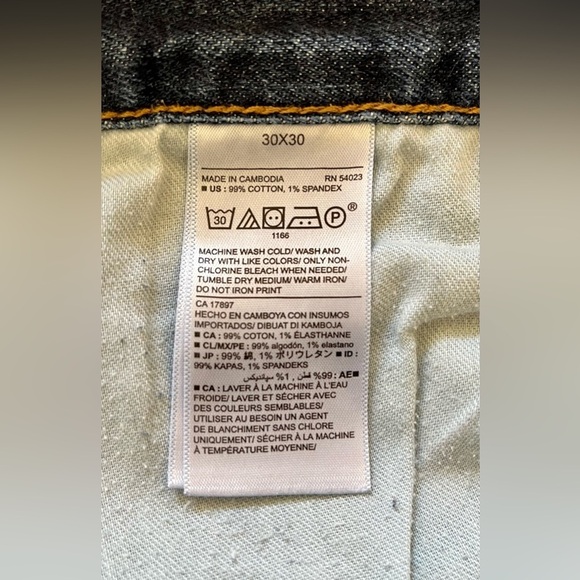 30X30
MADE IN CAMBODIA RN 54023
■ US : 99% COTTON, 1% SPANDEX
30 P ®
1166
MACHINE WASH COLD/ WASH AND
DRY WITH LIKE COLORS/ ONLY NON-
CHLORINE BLEACH WHEN NEEDED/
TUMBLE DRY MEDIUM/ WARM IRON/
DO NOT IRON PRINT
CA 17897
HECHO EN CAMBOYA CON INSUMOS
IMPORTADOS/ DIBUAT DI KAMBOJA
■ CA : 99% COTON, 1% ÉLASTHANNE
■ CL/MX/PE : 99% algodón, 1% elastano
■ JP : 99% 綿, 1% ポリウレタン ■ ID :
99% KAPAS, 1% SPANDEKS
■ AE: 99% قطن , 1% سباندكس
■ CA : LAVER À LA MACHINE À L'EAU
FROIDE/ LAVER ET SÉCHER AVEC
DES COULEURS SEMBLABLES/
UTILISER AU BESOIN UN AGENT
DE BLANCHIMENT SANS CHLORE
UNIQUEMENT/ SÉCHER À LA MACHINE
À TEMPÉRATURE MOYENNE/